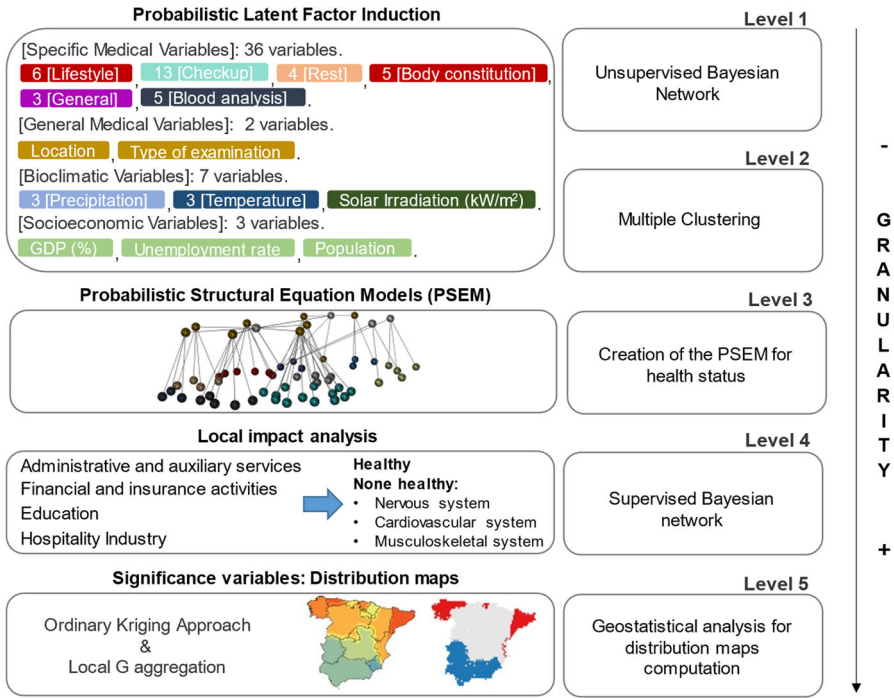 Probabilistic Latent Factor Induction
Level 1
[Specific Medical Variables]: 36 variables.
6 [Lifestyle] , 13 [Checkup] , 4 [Rest] , 5 [Body constitution] ,
3 [General] , 5 [Blood analysis] .
[General Medical Variables]: 2 variables.
Location , Type of examination .
[Bioclimatic Variables]: 7 variables.
3 [Precipitation] , 3 [Temperature] , Solar Irradiation (kW/m²) .
[Socioeconomic Variables]: 3 variables.
GDP (%) , Unemployment rate , Population .
Unsupervised Bayesian
Network
Level 2
Multiple Clustering
Probabilistic Structural Equation Models (PSEM)
Level 3
Creation of the PSEM for
health status
Local impact analysis
Level 4
Administrative and auxiliary services
Financial and insurance activities
Education
Hospitality Industry
Healthy
None healthy:
• Nervous system
• Cardiovascular system
• Musculoskeletal system
Supervised Bayesian
network
Significance variables: Distribution maps
Level 5
Ordinary Kriging Approach
&
Local G aggregation
Geostatistical analysis for
distribution maps
computation
-
GRANULARITY
+